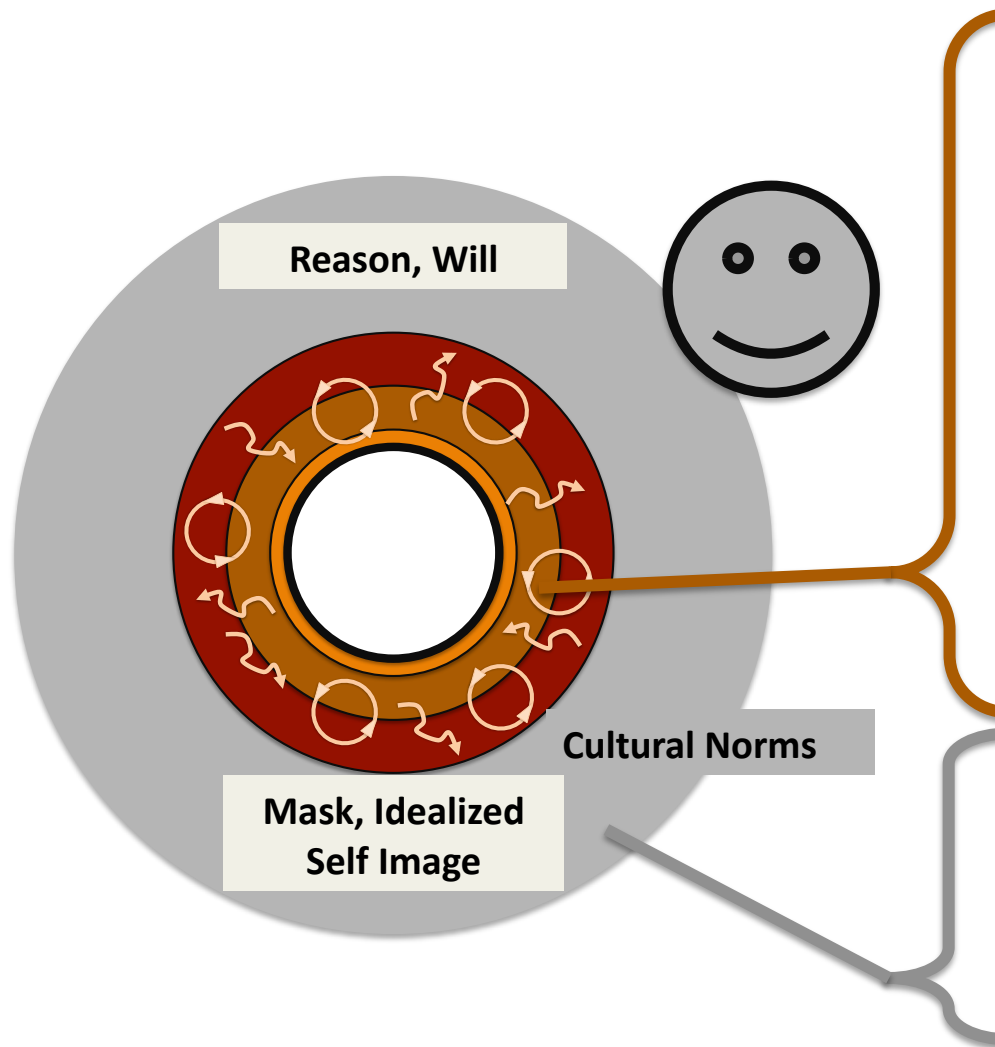 Reason, Will
Cultural Norms
Mask, Idealized
Self Image